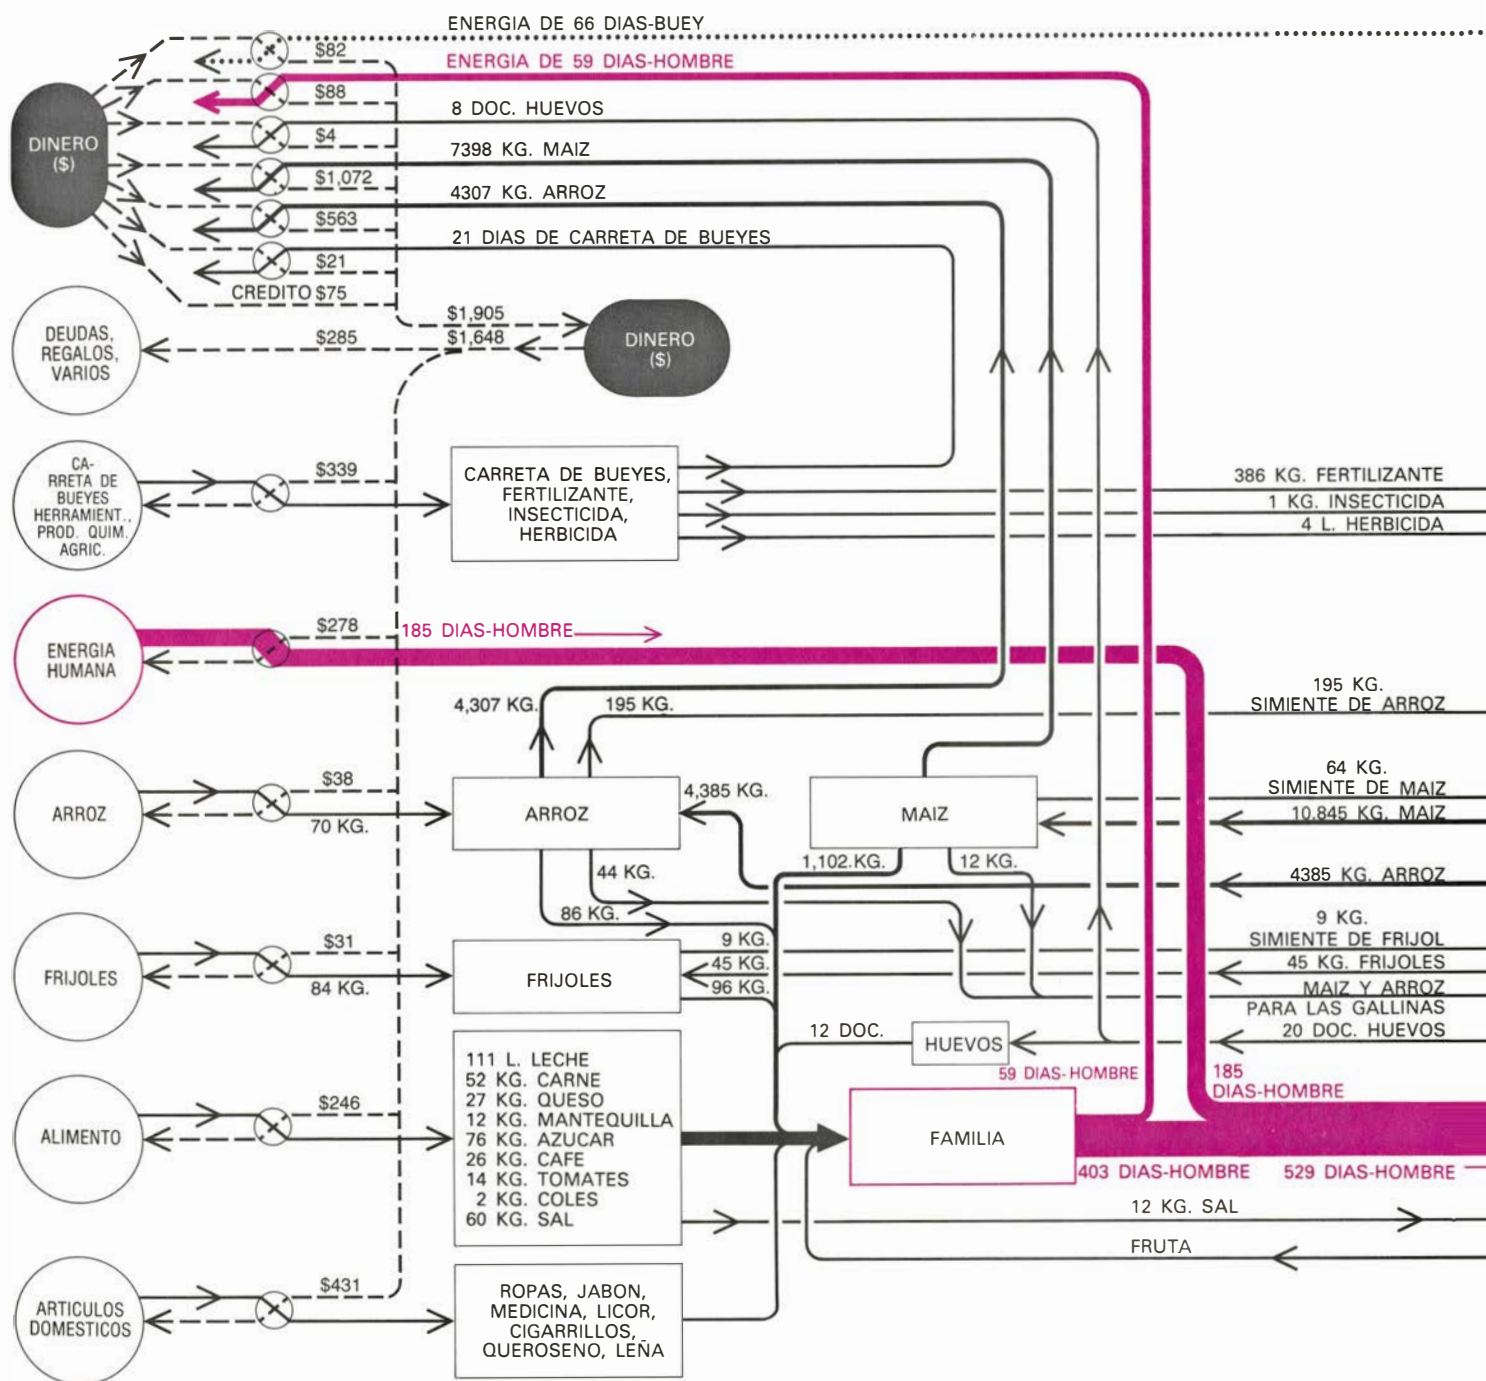 ENERGIA DE 66 DIAS-BUEY
$82
ENERGIA DE 59 DIAS-HOMBRE
$88
8 DOC. HUEVOS
DINERO
($)
$4
7398 KG. MAIZ
$1,072
4307 KG. ARROZ
$563
21 DIAS DE CARRETA DE BUEYES
$21
CREDITO $75
$1,905
DEUDAS,
REGALOS,
VARIOS
$285
$1,648
DINERO
($)
CA-
RRETA DE
BUEYES
HERRAMIENT.,
PROD. QUIM.
AGRIC.
$339
CARRETA DE BUEYES,
FERTILIZANTE,
INSECTICIDA,
HERBICIDA
386 KG. FERTILIZANTE
1 KG. INSECTICIDA
4 L. HERBICIDA
ENERGIA
HUMANA
$278
185 DIAS-HOMBRE
4,307 KG.
195 KG.
195 KG.
SIMIENTE DE ARROZ
ARROZ
$38
70 KG.
ARROZ
4,385 KG.
MAIZ
64 KG.
SIMIENTE DE MAIZ
10.845 KG. MAIZ
44 KG.
1,102.KG.
12 KG.
4385 KG. ARROZ
86 KG.
FRIJOLES
$31
84 KG.
FRIJOLES
9 KG.
45 KG.
96 KG.
9 KG.
SIMIENTE DE FRIJOL
45 KG. FRIJOLES
MAIZ Y ARROZ
PARA LAS GALLINAS
20 DOC. HUEVOS
12 DOC.
HUEVOS
59 DIAS-HOMBRE
185
DIAS-HOMBRE
ALIMENTO
$246
111 L. LECHE
52 KG. CARNE
27 KG. QUESO
12 KG. MANTEQUILLA
76 KG. AZUCAR
26 KG. CAFE
14 KG. TOMATES
2 KG. COLES
60 KG. SAL
FAMILIA
403 DIAS-HOMBRE
529 DIAS-HOMBRE
12 KG. SAL
FRUTA
ARTICULOS
DOMESTICOS
$431
ROPAS, JABON,
MEDICINA, LICOR,
CIGARRILLOS,
QUEROSENO, LEÑA